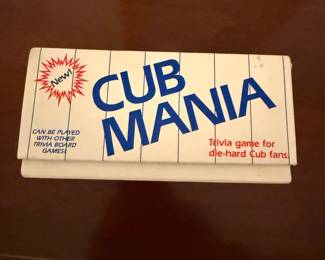 New!
CUB
MANIA
CAN BE PLAYED
WITH OTHER
TRIVIA BOARD
GAMES!
Trivia game for
die-hard Cub fans